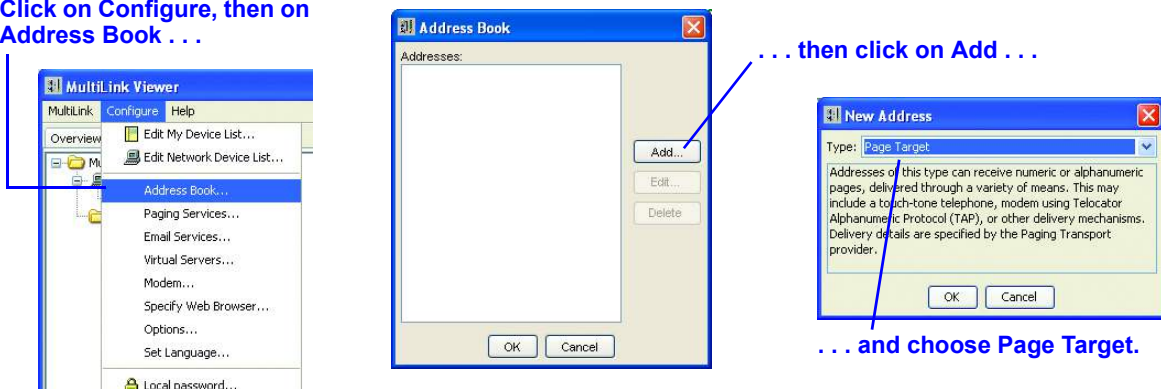 Click on Configure, then on
Address Book . . .
MultiLink Viewer
MultiLink Configure Help
Overview
Edit My Device List...
Edit Network Device List...
Address Book...
Paging Services...
Email Services...
Virtual Servers...
Modem...
Specify Web Browser...
Options...
Set Language...
Local password...
Address Book
Addresses:
Add...
Edit...
Delete
OK Cancel
. . . then click on Add . . .
New Address
Type: Page Target
Addresses of this type can receive numeric or alphanumeric
pages, delivered through a variety of means. This may
include a touch-tone telephone, modem using Telocator
Alphanumeric Protocol (TAP), or other delivery mechanisms.
Delivery details are specified by the Paging Transport
provider.
OK Cancel
. . . and choose Page Target.